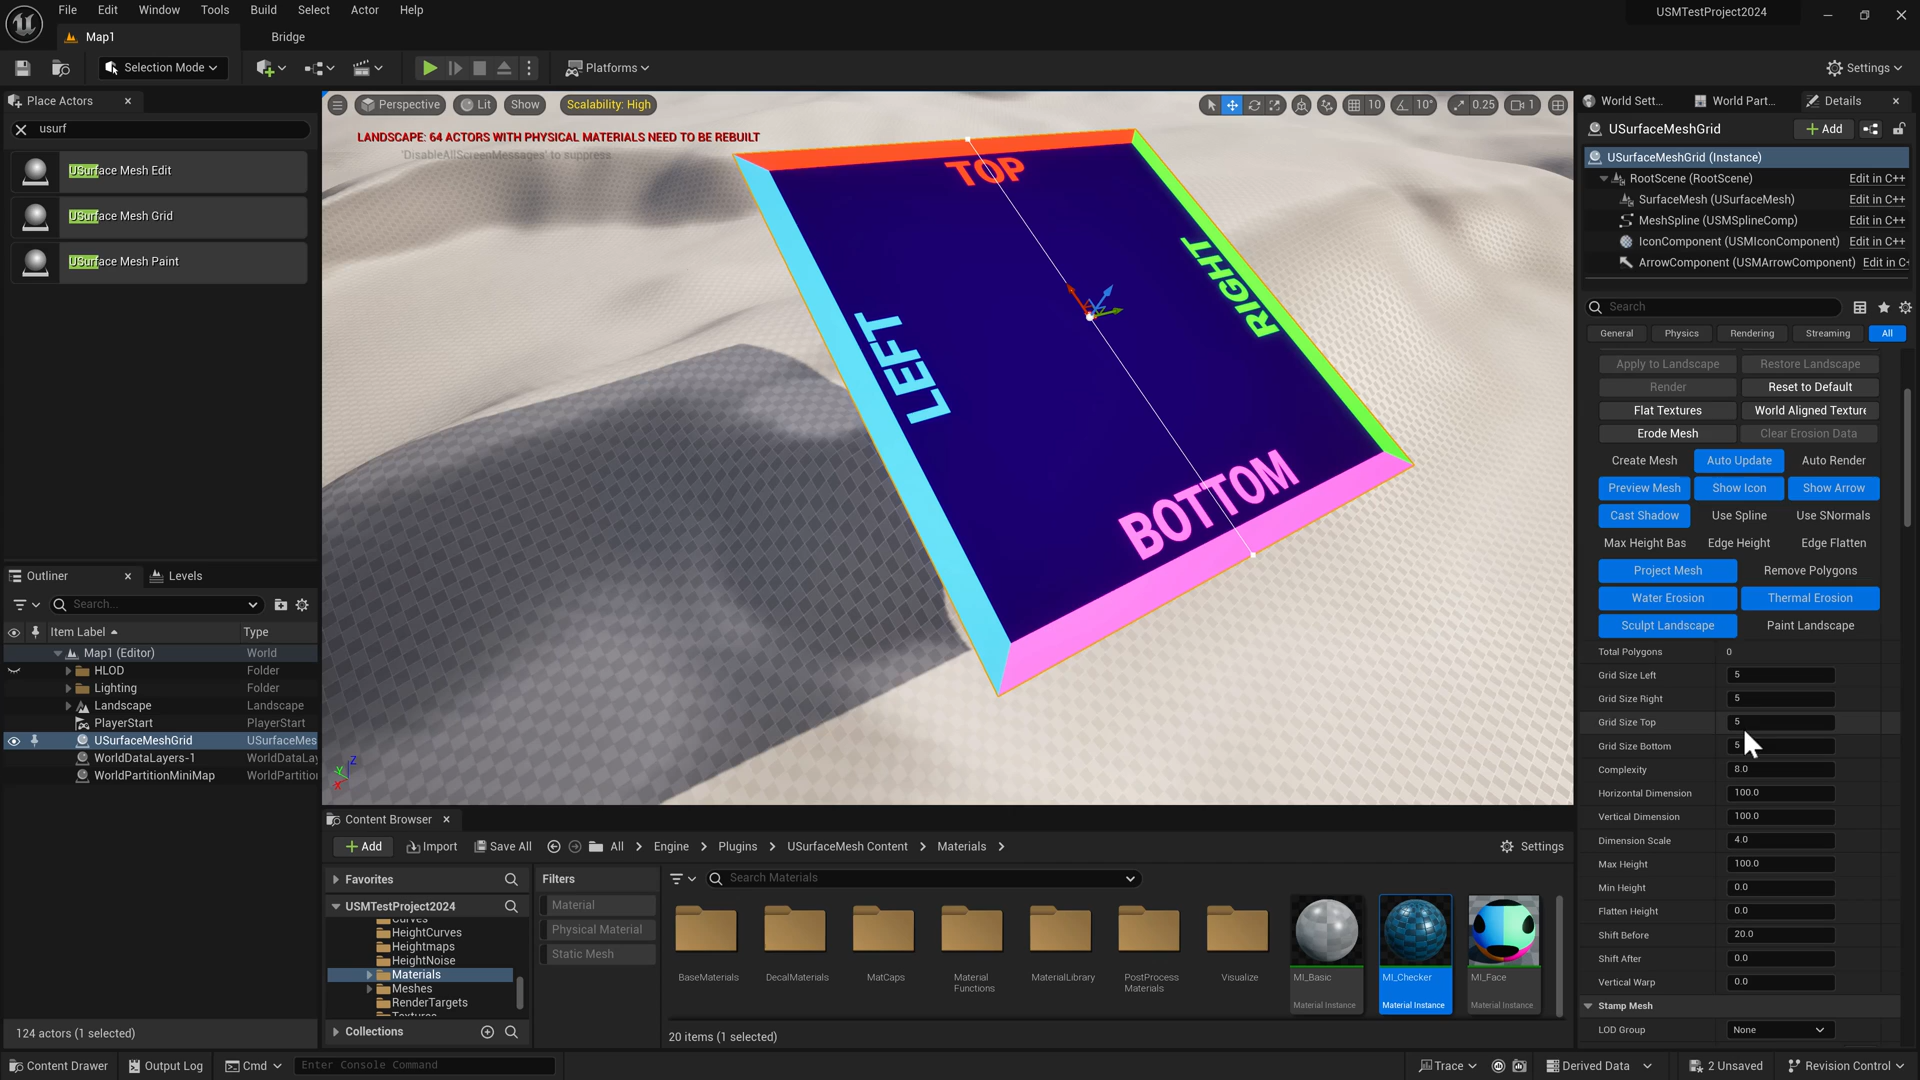 File Edit Window Tools Build Select Actor Help
USMTestProject2024
Map1
Bridge
Selection Mode
Platforms
Settings
Place Actors
usurf
USurface Mesh Edit
USurface Mesh Grid
USurface Mesh Paint
Perspective Lit Show Scalability: High
10 10° 0.25 1
LANDSCAPE: 64 ACTORS WITH PHYSICAL MATERIALS NEED TO BE REBUILT
'DisableAllScreenMessages' to suppress
TOP
LEFT
RIGHT
BOTTOM
Z
Y
X
World Sett... World Part... Details
USurfaceMeshGrid
Add
USurfaceMeshGrid (Instance)
RootScene (RootScene) Edit in C++
SurfaceMesh (USurfaceMesh) Edit in C++
MeshSpline (USMSplineComp) Edit in C++
IconComponent (USMIconComponent) Edit in C++
ArrowComponent (USMArrowComponent) Edit in C
Search
General Physics Rendering Streaming All
Apply to Landscape Restore Landscape
Render Reset to Default
Flat Textures World Aligned Texture
Erode Mesh Clear Erosion Data
Create Mesh Auto Update Auto Render
Preview Mesh Show Icon Show Arrow
Cast Shadow Use Spline Use SNormals
Max Height Bas Edge Height Edge Flatten
Project Mesh Remove Polygons
Water Erosion Thermal Erosion
Sculpt Landscape Paint Landscape
Total Polygons 0
Grid Size Left 5
Grid Size Right 5
Grid Size Top 5
Grid Size Bottom 5
Complexity 8.0
Horizontal Dimension 100.0
Vertical Dimension 100.0
Dimension Scale 4.0
Max Height 100.0
Min Height 0.0
Flatten Height 0.0
Shift Before 20.0
Shift After 0.0
Vertical Warp 0.0
Stamp Mesh
LOD Group None
Outliner Levels
Search...
Item Label Type
Map1 (Editor) World
HLOD Folder
Lighting Folder
Landscape Landscape
PlayerStart PlayerStart
USurfaceMeshGrid USurfaceMes
WorldDataLayers-1 WorldDataLay
WorldPartitionMiniMap WorldPartitio
124 actors (1 selected)
Content Browser
Add Import Save All All Engine Plugins USurfaceMesh Content Materials Settings
Favorites
USMTestProject2024
Curves
HeightCurves
Heightmaps
HeightNoise
Materials
Meshes
RenderTargets
Collections
Filters
Material
Physical Material
Static Mesh
Search Materials
BaseMaterials
DecalMaterials
MatCaps
Material Functions
MaterialLibrary
PostProcess Materials
Visualize
MI_Basic
Material Instance
MI_Checker
Material Instance
MI_Face
Material Instance
20 items (1 selected)
Content Drawer Output Log Cmd Enter Console Command Trace Derived Data 2 Unsaved Revision Control